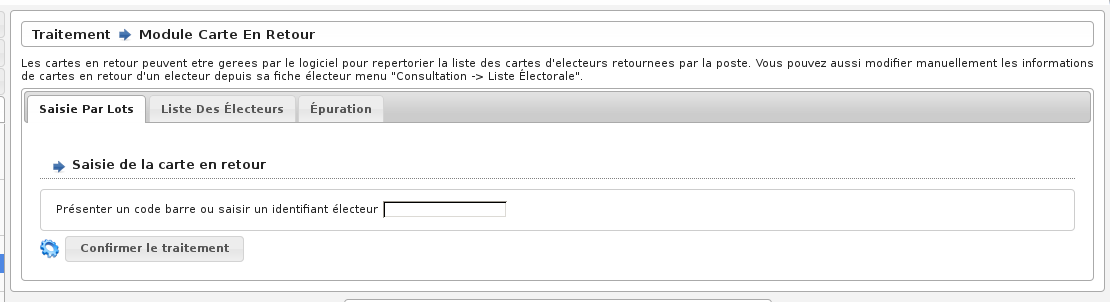 Traitement Module Carte En Retour
Les cartes en retour peuvent etre gerees par le logiciel pour repertorier la liste des cartes d'electeurs retournees par la poste. Vous pouvez aussi modifier manuellement les informations
de cartes en retour d'un electeur depuis sa fiche électeur menu "Consultation -> Liste Électorale".
Saisie Par Lots Liste Des Électeurs Épuration
Saisie de la carte en retour
Présenter un code barre ou saisir un identifiant électeur
Confirmer le traitement